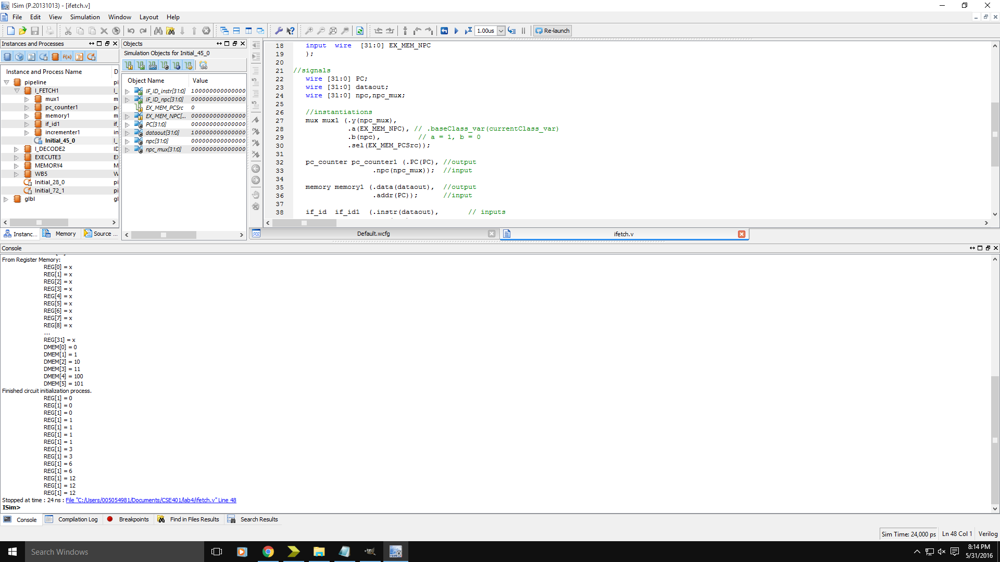 ISim (P.20131013) - [ifetch.v]
File Edit View Simulation Window Layout Help
1.00us Re-launch
Instances and Processes
Instance and Process Name D
pipeline pi
I_FETCH1 I_
mux1 m
pc_counter1 p
memory1 m
if_id1 if_
incrementer1 in
Initial_45_0 I_
I_DECODE2 ID
EXECUTE3 E)
MEMORY4 M
WB5 W
Initial_28_0 pi
Initial_72_1 pi
glbl gl
Instanc... Memory Source ...
Objects
Simulation Objects for Initial_45_0
Object Name Value
IF_ID_instr[31:0] 1000000000000000
IF_ID_npc[31:0] 0000000000000000
EX_MEM_PCSrc 0
EX_MEM_NPC[... 0000000000000000
PC[31:0] 0000000000000000
dataout[31:0] 1000000000000000
npc[31:0] 0000000000000000
npc_mux[31:0] 0000000000000000
18 input wire [31:0] EX_MEM_NPC
19 );
20
21 //signals
22 wire [31:0] PC;
23 wire [31:0] dataout;
24 wire [31:0] npc,npc_mux;
25
26 //instantiations
27 mux mux1 (.y(npc_mux),
28 .a(EX_MEM_NPC), // .baseClass_var(currentClass_var)
29 .b(npc), // a = 1, b = 0
30 .sel(EX_MEM_PCSrc));
31
32 pc_counter pc_counter1 (.PC(PC), //output
33 .npc(npc_mux)); //input
34
35 memory memory1 (.data(dataout), //output
36 .addr(PC)); //input
37
38 if_id if_id1 (.instr(dataout), // inputs
Default.wcfg ifetch.v
Console
From Register Memory:
REG[0] = x
REG[1] = x
REG[2] = x
REG[3] = x
REG[4] = x
REG[5] = x
REG[6] = x
REG[7] = x
REG[8] = x
...
REG[31] = x
DMEM[0] = 0
DMEM[1] = 1
DMEM[2] = 10
DMEM[3] = 11
DMEM[4] = 100
DMEM[5] = 101
Finished circuit initialization process.
REG[1] = 0
REG[1] = 0
REG[1] = 0
REG[1] = 1
REG[1] = 1
REG[1] = 1
REG[1] = 1
REG[1] = 3
REG[1] = 3
REG[1] = 6
REG[1] = 6
REG[1] = 12
REG[1] = 12
REG[1] = 12
Stopped at time : 24 ns : File "C:/Users/005054981/Documents/CSE401/lab4/ifetch.v" Line 48
ISim>
Console Compilation Log Breakpoints Find in Files Results Search Results
Sim Time: 24,000 ps Ln 48 Col 1 Verilog
Search Windows
8:14 PM
5/31/2016